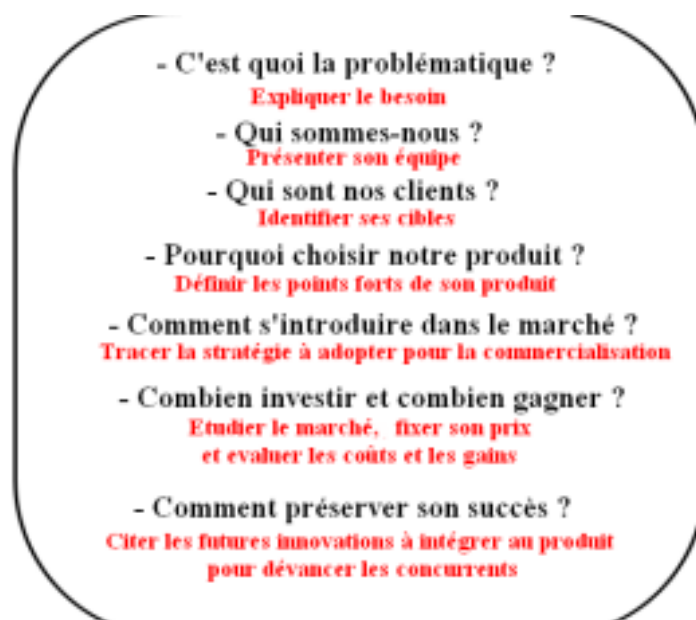 - C'est quoi la problématique ?
Expliquer le besoin
- Qui sommes-nous ?
Présenter son équipe
- Qui sont nos clients ?
Identifier ses cibles
- Pourquoi choisir notre produit ?
Définir les points forts de son produit
- Comment s'introduire dans le marché ?
Tracer la stratégie à adopter pour la commercialisation
- Combien investir et combien gagner ?
Etudier le marché, fixer son prix
et evaluer les coûts et les gains
- Comment préserver son succès ?
Citer les futures innovations à intégrer au produit
pour dévancer les concurrents